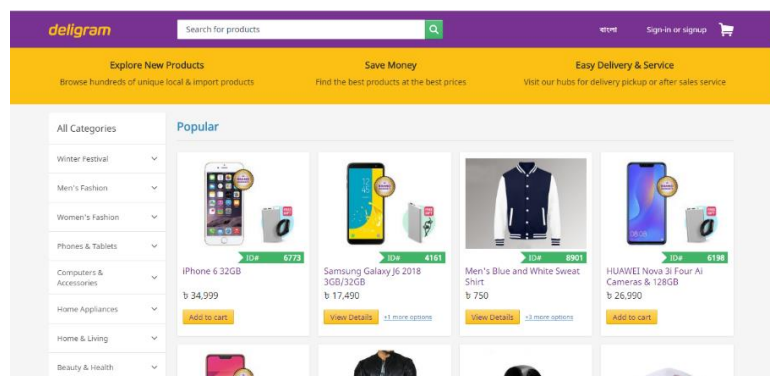 deligram
Search for products
বাংলা
Sign-in or signup
Explore New Products
Browse hundreds of unique local & import products
Save Money
Find the best products at the best prices
Easy Delivery & Service
Visit our hubs for delivery pickup or after sales service
All Categories
Winter Festival
Men's Fashion
Women's Fashion
Phones & Tablets
Computers &
Accessories
Home Appliances
Home & Living
Beauty & Health
Popular
ID# 6773
iPhone 6 32GB
৳ 34,999
Add to cart
ID# 4161
Samsung Galaxy J6 2018
3GB/32GB
৳ 17,490
View Details +1 more options
ID# 8901
Men's Blue and White Sweat
Shirt
৳ 750
View Details +3 more options
ID# 6198
HUAWEI Nova 3i Four Ai
Cameras & 128GB
৳ 26,990
Add to cart